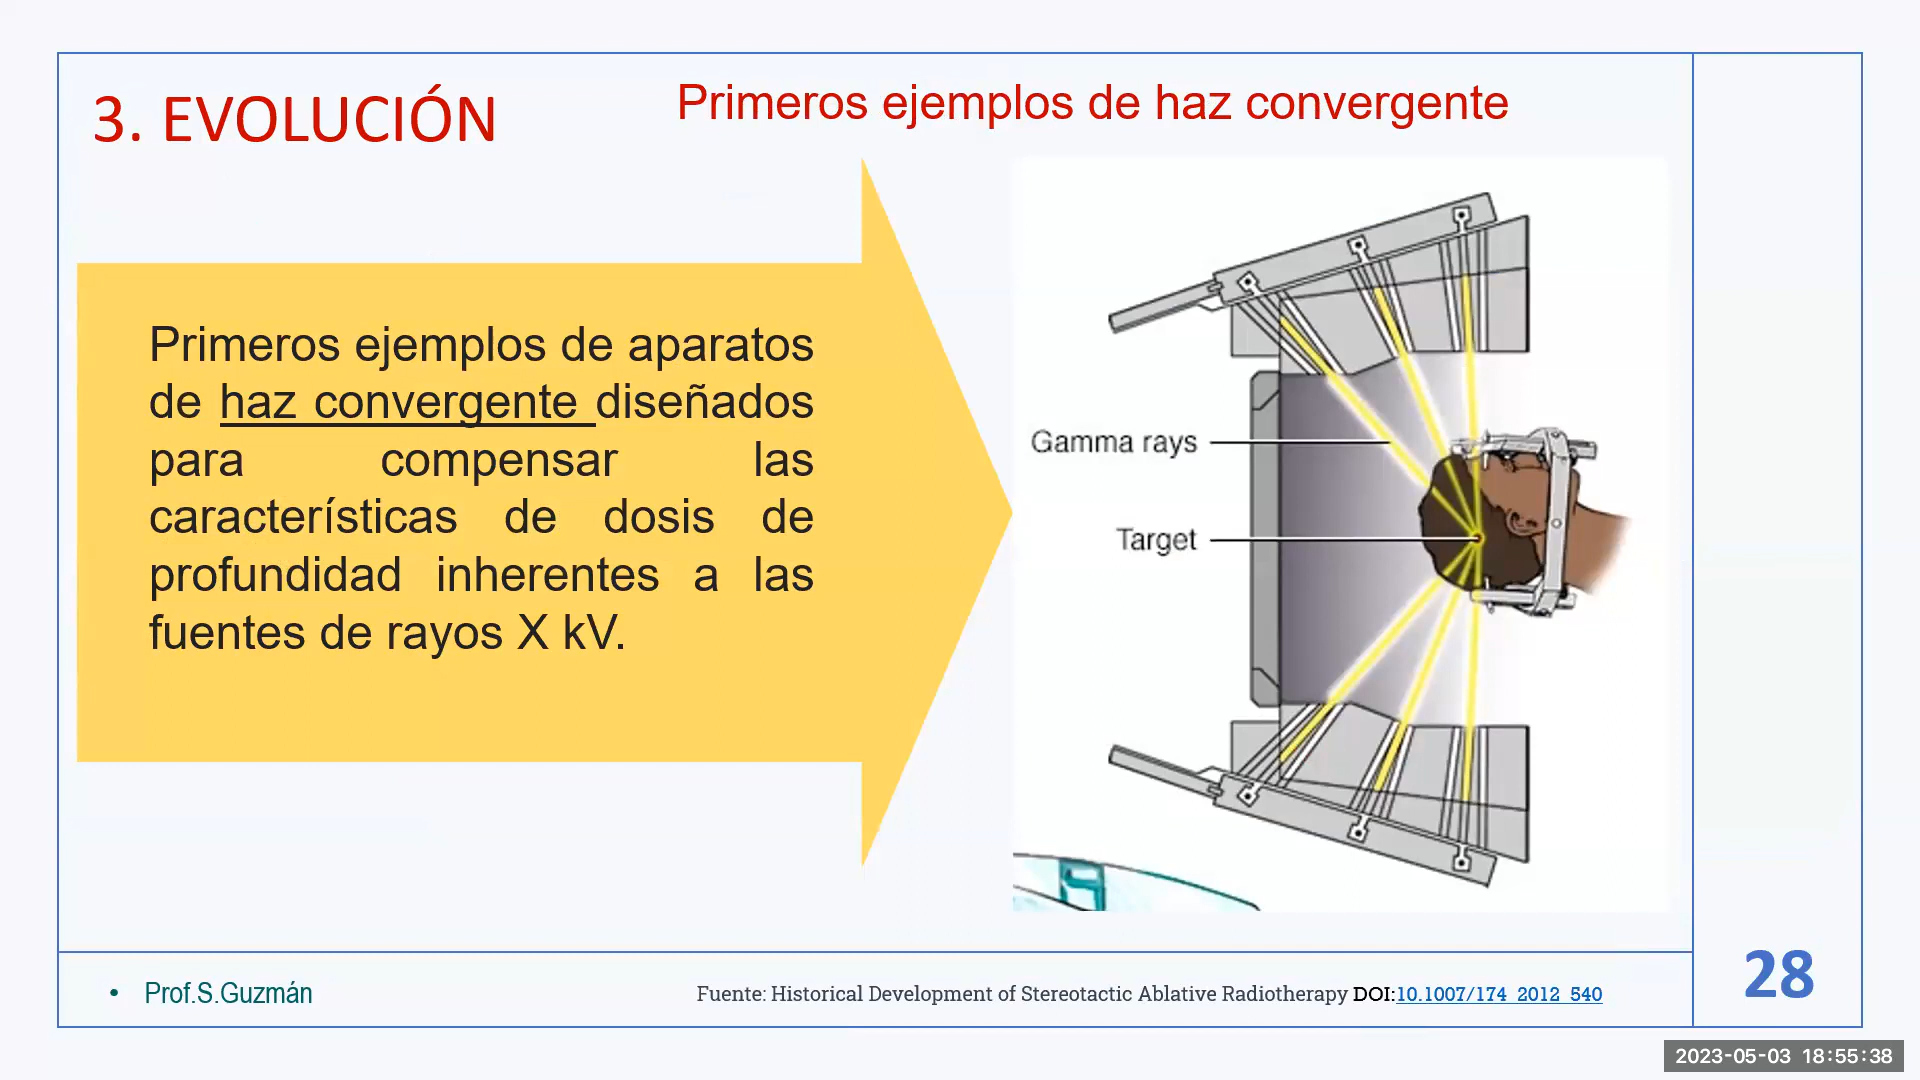 3. EVOLUCIÓN
Primeros ejemplos de haz convergente
Primeros ejemplos de aparatos
de haz convergente diseñados
para compensar las
características de dosis de
profundidad inherentes a las
fuentes de rayos X kV.
Gamma rays
Target
• Prof.S.Guzmán
Fuente: Historical Development of Stereotactic Ablative Radiotherapy DOI:10.1007/174_2012_540
28
2023-05-03 18:55:38